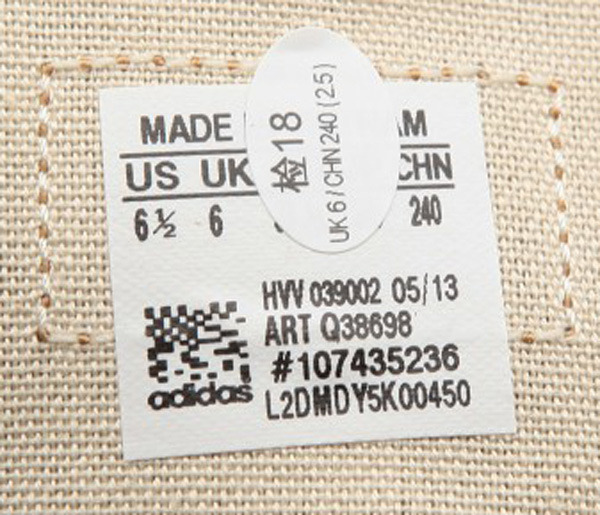 MADE AM
US UK CHN
6½ 6 240
检18
UK 6 / CHN 240 (2.5)
HVV 039002 05/13
ART Q38698
#107435236
adidas
L2DMDY5K00450